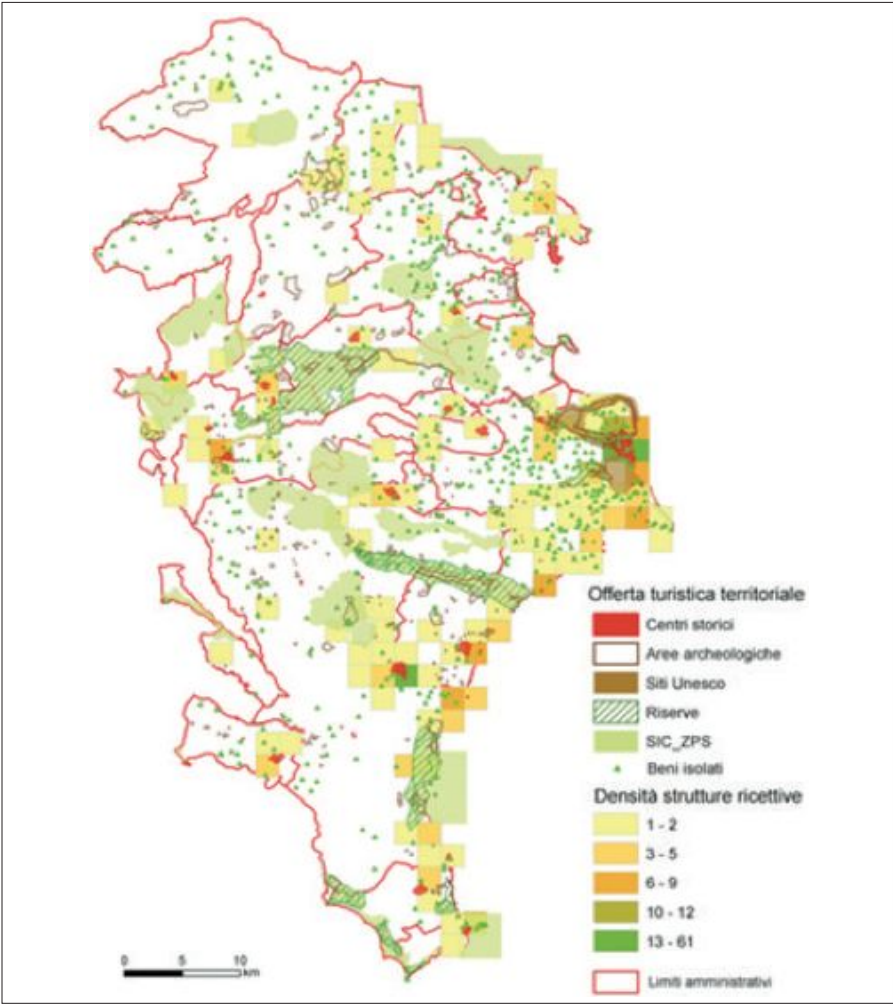 Offerta turistica territoriale
Centri storici
Aree archeologiche
Siti Unesco
Riserve
SIC_ZPS
Beni isolati
Densità strutture ricettive
1 - 2
3 - 5
6 - 9
10 - 12
13 - 61
Limiti amministrativi
0 5 10
km